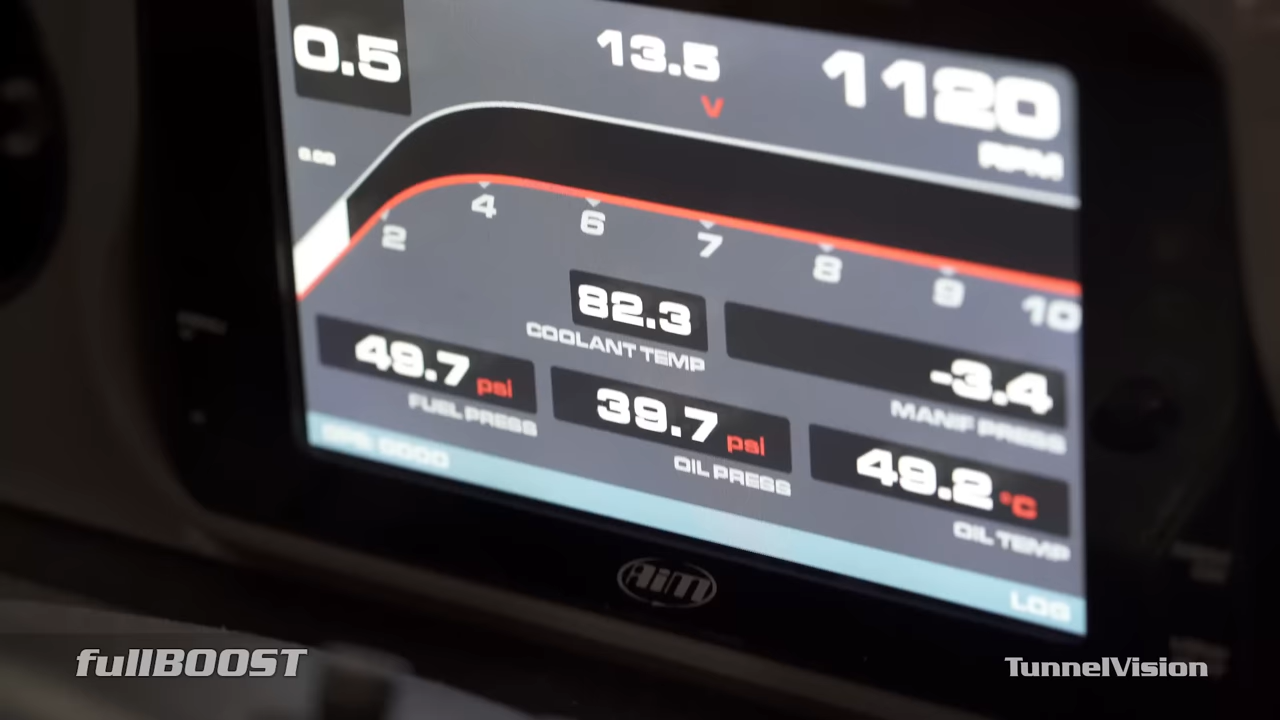 0.5
13.5
V
1120
RPM
0.00
2
4
6
7
8
9
10
82.3
COOLANT TEMP
-3.4
MANIF PRESS
49.7 psi
FUEL PRESS
39.7 psi
OIL PRESS
49.2 °C
OIL TEMP
LOG
AiM
fullBOOST
TunnelVision